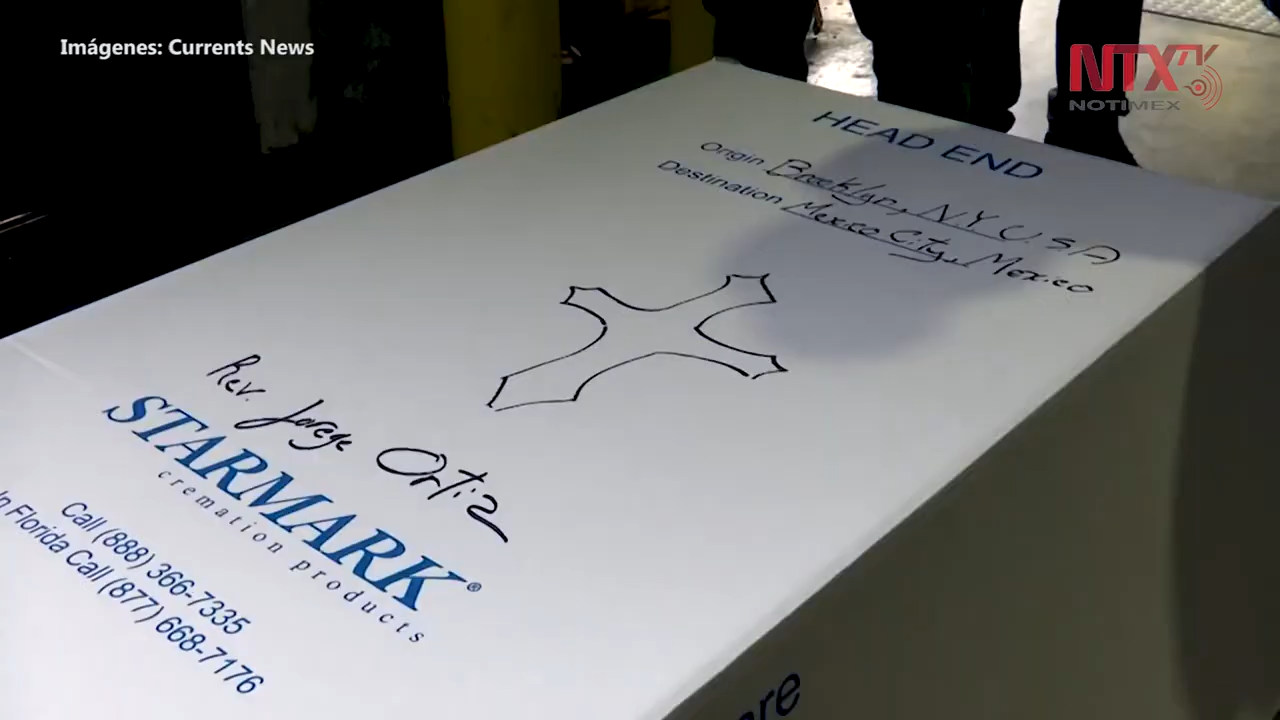 Imágenes: Currents News
NTX TV
NOTIMEX
HEAD END
Origin Brooklyn, N.Y U.S.A
Destination Mexico City, Mexico
Rev. Jorge Ortiz
STARMARK®
cremation products
Call (888) 366-7335
In Florida Call (877) 668-7176